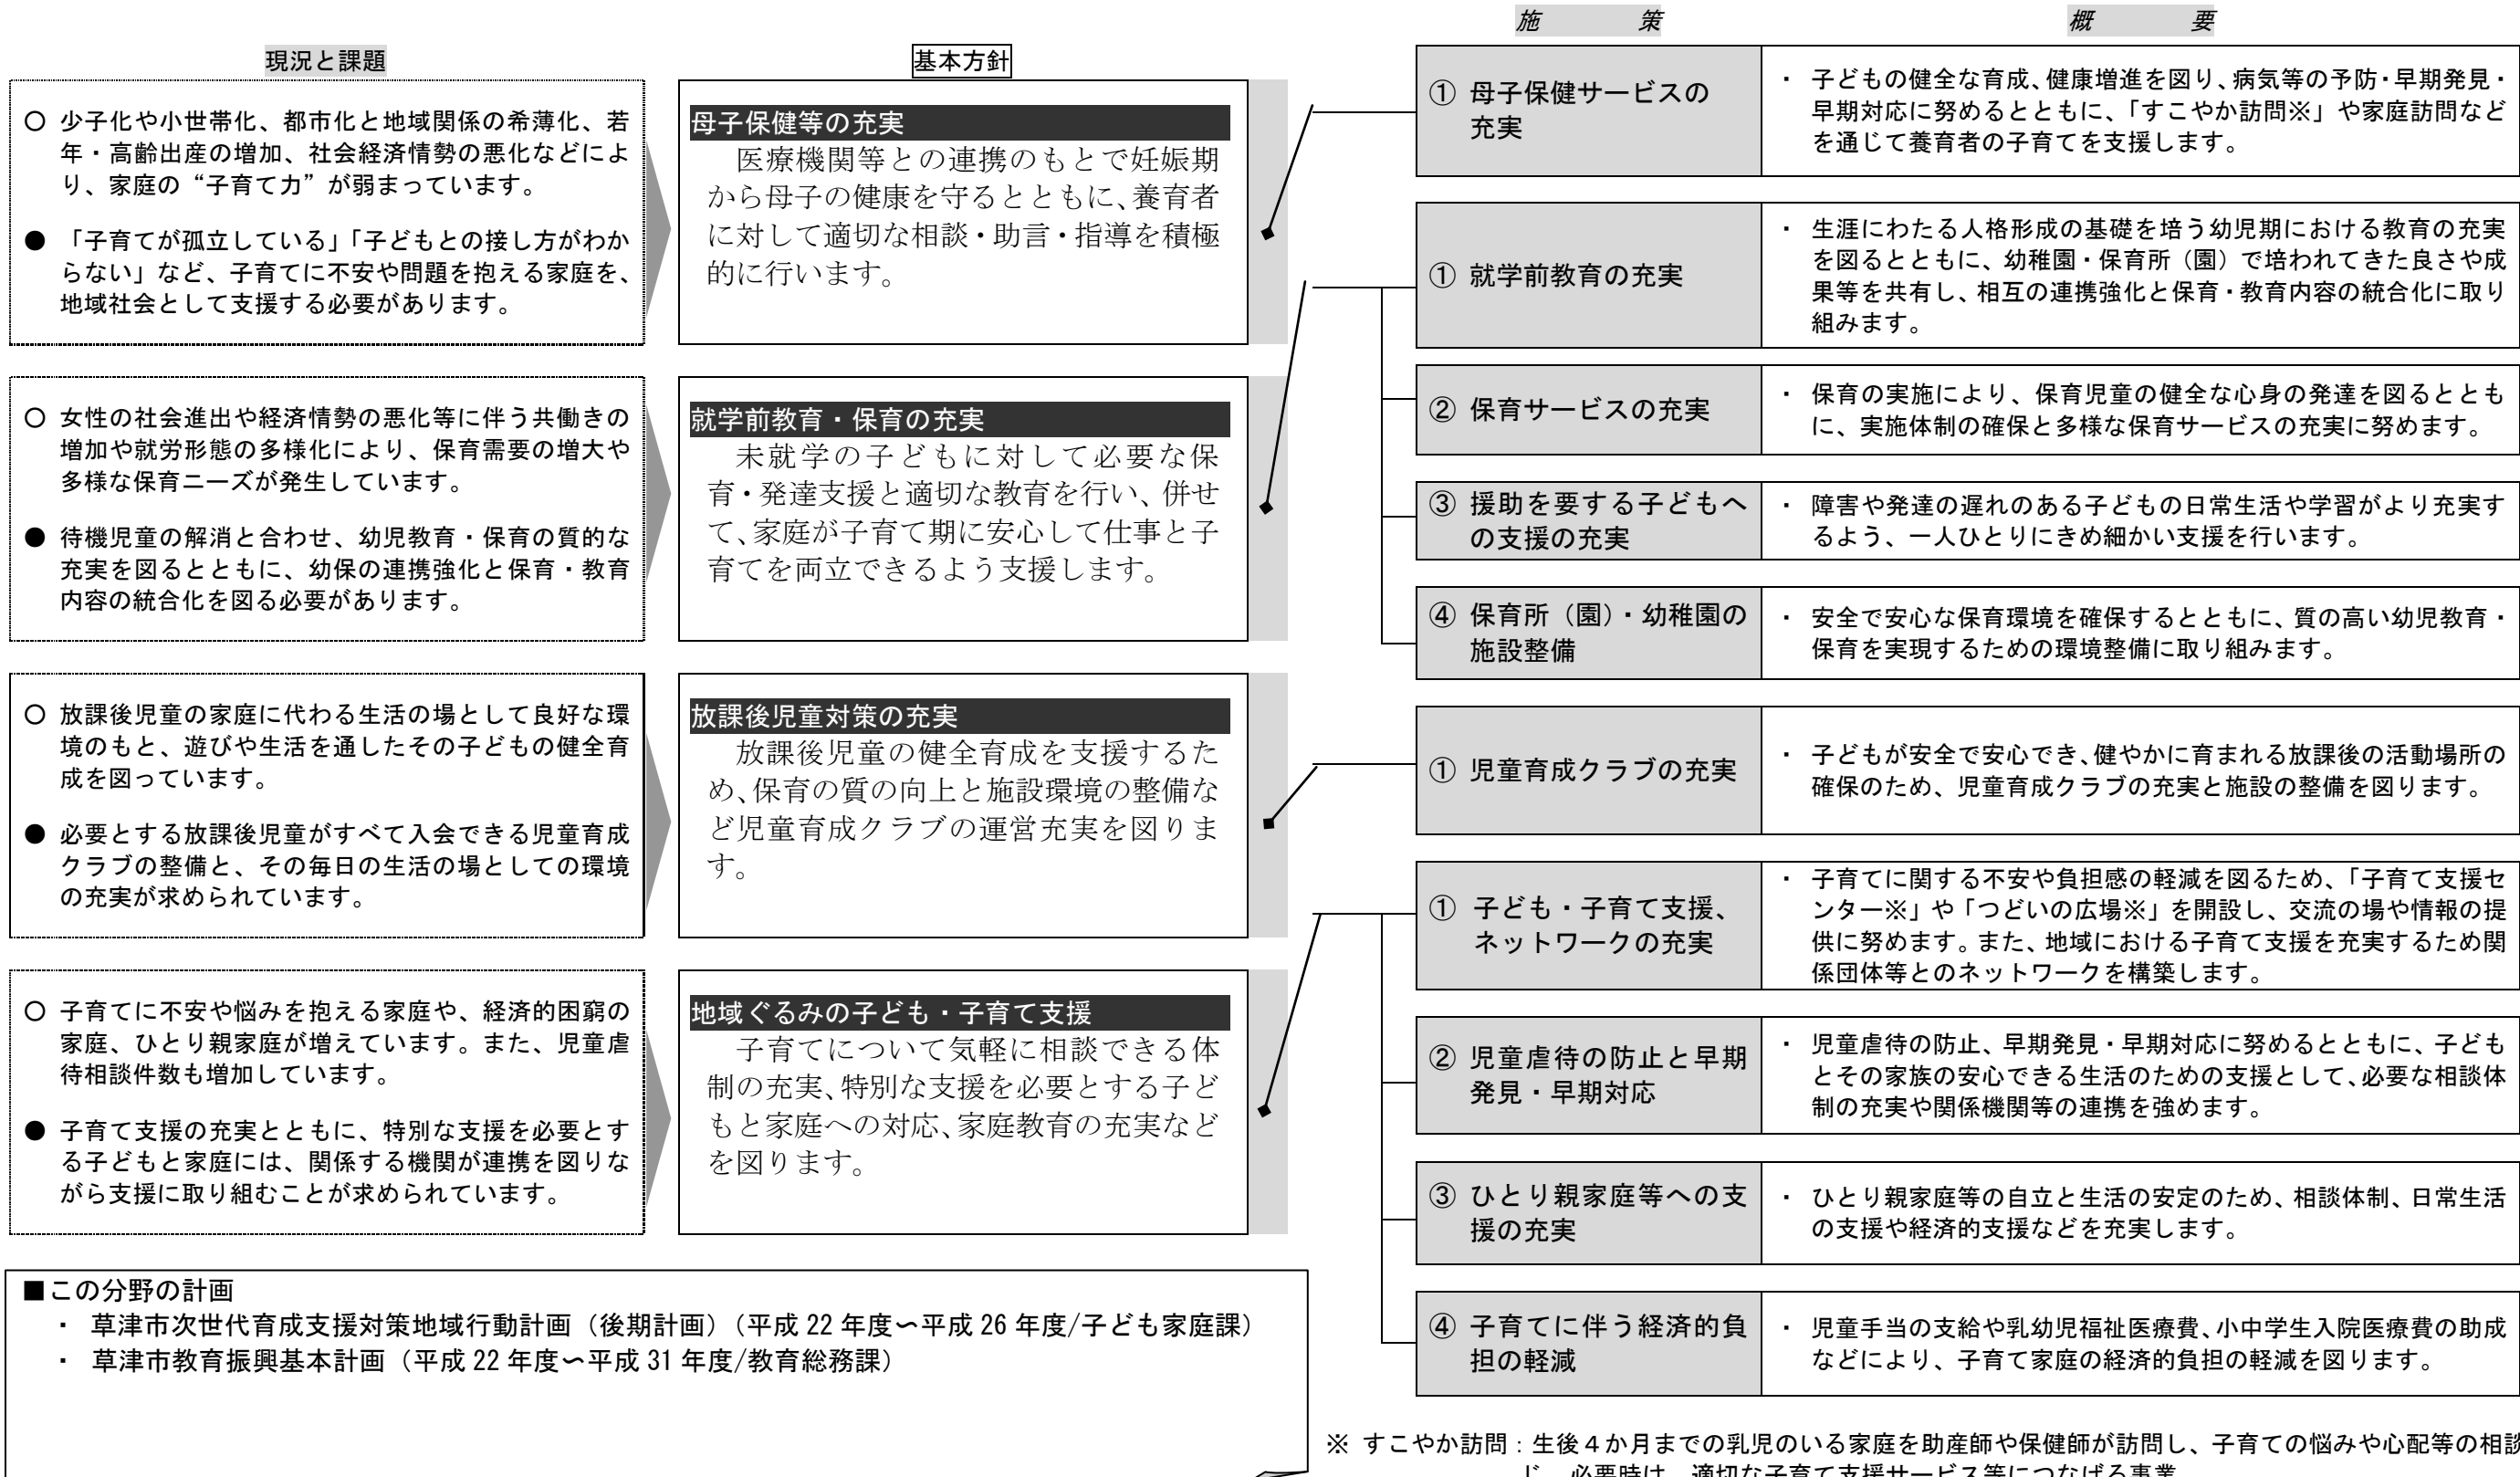 施　策
概　要
現況と課題
基本方針
○ 少子化や小世帯化、都市化と地域関係の希薄化、若
年・高齢出産の増加、社会経済情勢の悪化などによ
り、家庭の“子育て力”が弱まっています。
● 「子育てが孤立している」「子どもとの接し方がわか
らない」など、子育てに不安や問題を抱える家庭を、
地域社会として支援する必要があります。
母子保健等の充実
医療機関等との連携のもとで妊娠期
から母子の健康を守るとともに、養育者
に対して適切な相談・助言・指導を積極
的に行います。
① 母子保健サービスの
充実
・ 子どもの健全な育成、健康増進を図り、病気等の予防・早期発見・
早期対応に努めるとともに、「すこやか訪問※」や家庭訪問など
を通じて養育者の子育てを支援します。
○ 女性の社会進出や経済情勢の悪化等に伴う共働きの
増加や就労形態の多様化により、保育需要の増大や
多様な保育ニーズが発生しています。
● 待機児童の解消と合わせ、幼児教育・保育の質的な
充実を図るとともに、幼保の連携強化と保育・教育
内容の統合化を図る必要があります。
就学前教育・保育の充実
未就学の子どもに対して必要な保
育・発達支援と適切な教育を行い、併せ
て、家庭が子育て期に安心して仕事と子
育てを両立できるよう支援します。
① 就学前教育の充実
・ 生涯にわたる人格形成の基礎を培う幼児期における教育の充実
を図るとともに、幼稚園・保育所（園）で培われてきた良さや成
果等を共有し、相互の連携強化と保育・教育内容の統合化に取り
組みます。
② 保育サービスの充実
・ 保育の実施により、保育児童の健全な心身の発達を図るととも
に、実施体制の確保と多様な保育サービスの充実に努めます。
③ 援助を要する子どもへ
の支援の充実
・ 障害や発達の遅れのある子どもの日常生活や学習がより充実す
るよう、一人ひとりにきめ細かい支援を行います。
④ 保育所（園）・幼稚園の
施設整備
・ 安全で安心な保育環境を確保するとともに、質の高い幼児教育・
保育を実現するための環境整備に取り組みます。
○ 放課後児童の家庭に代わる生活の場として良好な環
境のもと、遊びや生活を通したその子どもの健全育
成を図っています。
● 必要とする放課後児童がすべて入会できる児童育成
クラブの整備と、その毎日の生活の場としての環境
の充実が求められています。
放課後児童対策の充実
放課後児童の健全育成を支援するた
め、保育の質の向上と施設環境の整備な
ど児童育成クラブの運営充実を図りま
す。
① 児童育成クラブの充実
・ 子どもが安全で安心でき、健やかに育まれる放課後の活動場所の
確保のため、児童育成クラブの充実と施設の整備を図ります。
○ 子育てに不安や悩みを抱える家庭や、経済的困窮の
家庭、ひとり親家庭が増えています。また、児童虐
待相談件数も増加しています。
● 子育て支援の充実とともに、特別な支援を必要とす
る子どもと家庭には、関係する機関が連携を図りな
がら支援に取り組むことが求められています。
地域ぐるみの子ども・子育て支援
子育てについて気軽に相談できる体
制の充実、特別な支援を必要とする子ど
もと家庭への対応、家庭教育の充実など
を図ります。
① 子ども・子育て支援、
ネットワークの充実
・ 子育てに関する不安や負担感の軽減を図るため、「子育て支援セ
ンター※」や「つどいの広場※」を開設し、交流の場や情報の提
供に努めます。また、地域における子育て支援を充実するため関
係団体等とのネットワークを構築します。
② 児童虐待の防止と早期
発見・早期対応
・ 児童虐待の防止、早期発見・早期対応に努めるとともに、子ども
とその家族の安心できる生活のための支援として、必要な相談体
制の充実や関係機関等の連携を強めます。
③ ひとり親家庭等への支
援の充実
・ ひとり親家庭等の自立と生活の安定のため、相談体制、日常生活
の支援や経済的支援などを充実します。
④ 子育てに伴う経済的負
担の軽減
・ 児童手当の支給や乳幼児福祉医療費、小中学生入院医療費の助成
などにより、子育て家庭の経済的負担の軽減を図ります。
■この分野の計画
・ 草津市次世代育成支援対策地域行動計画（後期計画）（平成 22 年度〜平成 26 年度/子ども家庭課）
・ 草津市教育振興基本計画（平成 22 年度〜平成 31 年度/教育総務課）
※ すこやか訪問：生後４か月までの乳児のいる家庭を助産師や保健師が訪問し、子育ての悩みや心配等の相談
じ、必要時は、適切な子育て支援サービス等につなげる事業